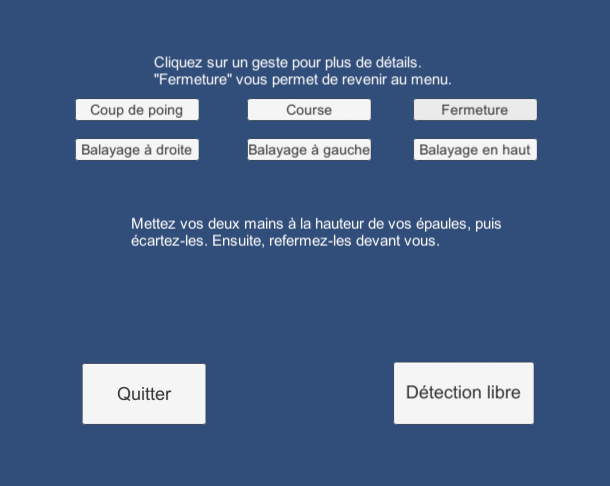 Cliquez sur un geste pour plus de détails.
"Fermeture" vous permet de revenir au menu.
Coup de poing
Course
Fermeture
Balayage à droite
Balayage à gauche
Balayage en haut
Mettez vos deux mains à la hauteur de vos épaules, puis
écartez-les. Ensuite, refermez-les devant vous.
Quitter
Détection libre